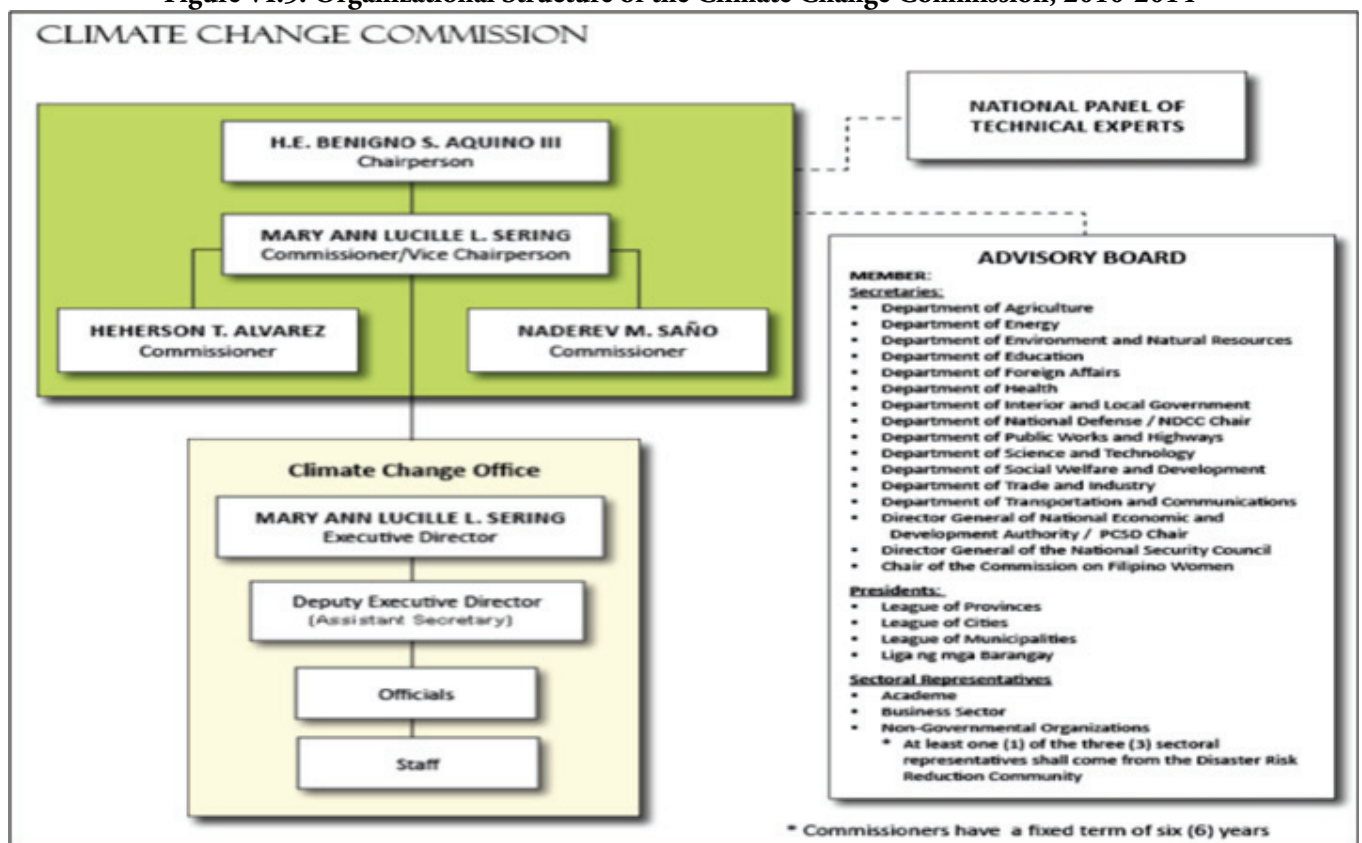 Figure VI.5. Organizational Structure of the Climate Change Commission, 2010-2014
CLIMATE CHANGE COMMISSION
H.E. BENIGNO S. AQUINO III
Chairperson
MARY ANN LUCILLE L. SERING
Commissioner/Vice Chairperson
HEHERSON T. ALVAREZ
Commissioner
NADEREV M. SAÑO
Commissioner
NATIONAL PANEL OF
TECHNICAL EXPERTS
Climate Change Office
MARY ANN LUCILLE L. SERING
Executive Director
Deputy Executive Director
(Assistant Secretary)
Officials
Staff
ADVISORY BOARD
MEMBER:
Secretaries:
• Department of Agriculture
• Department of Energy
• Department of Environment and Natural Resources
• Department of Education
• Department of Foreign Affairs
• Department of Health
• Department of Interior and Local Government
• Department of National Defense / NDCC Chair
• Department of Public Works and Highways
• Department of Science and Technology
• Department of Social Welfare and Development
• Department of Trade and Industry
• Department of Transportation and Communications
• Director General of National Economic and
Development Authority / PCSD Chair
• Director General of the National Security Council
• Chair of the Commission on Filipino Women
Presidents:
• League of Provinces
• League of Cities
• League of Municipalities
• Liga ng mga Barangay
Sectoral Representatives
• Academe
• Business Sector
• Non-Governmental Organizations
* At least one (1) of the three (3) sectoral
representatives shall come from the Disaster Risk
Reduction Community
* Commissioners have a fixed term of six (6) years